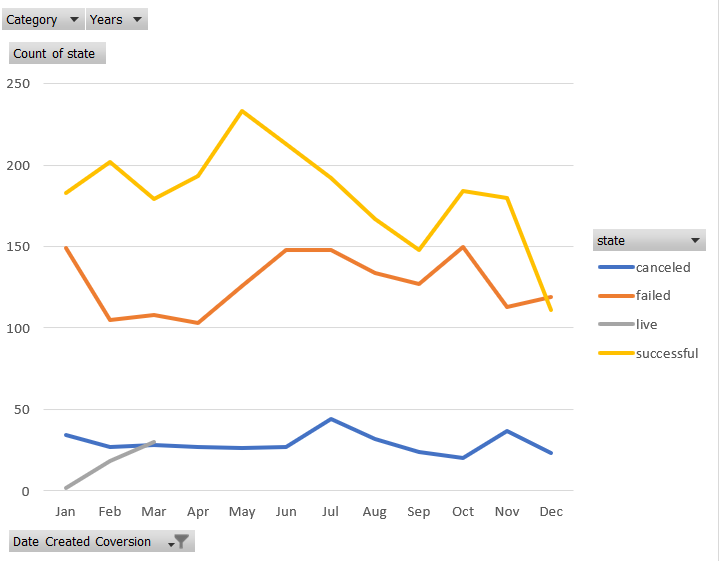 Category Years
Count of state
250
200
150
100
50
0
Jan Feb Mar Apr May Jun Jul Aug Sep Oct Nov Dec
state
canceled
failed
live
successful
Date Created Coversion